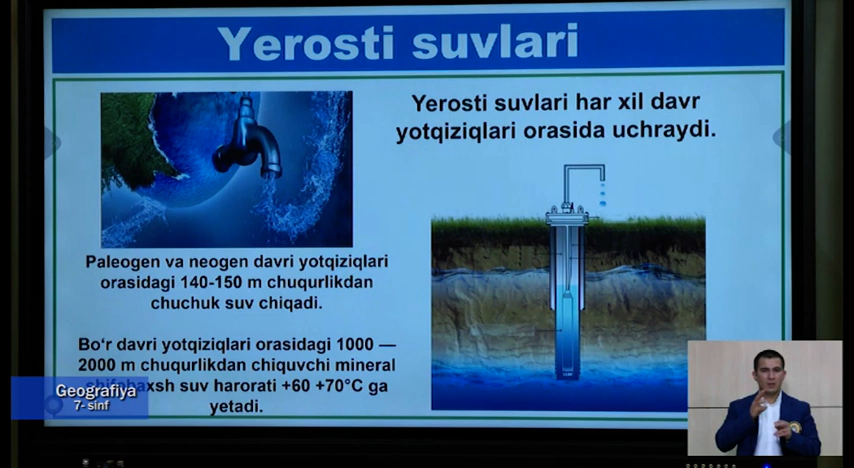 Yerosti suvlari
Yerosti suvlari har xil davr
yotqiziqlari orasida uchraydi.
Paleogen va neogen davri yotqiziqlari
orasidagi 140-150 m chuqurlikdan
chuchuk suv chiqadi.
Bo‘r davri yotqiziqlari orasidagi 1000 —
2000 m chuqurlikdan chiquvchi mineral
shifobaxsh suv harorati +60 +70°C ga
yetadi.
Geografiya
7- sinf